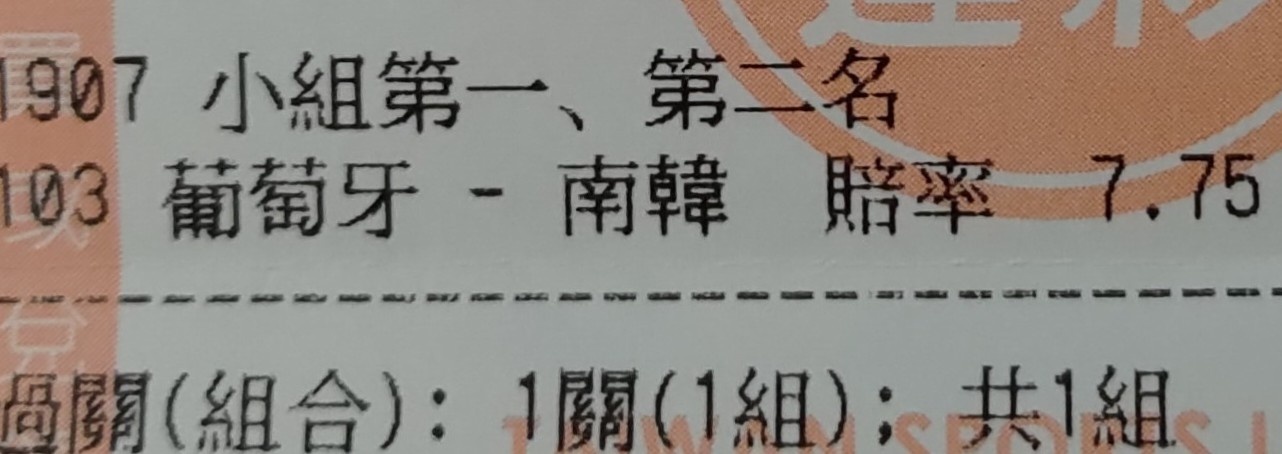 1907 小組第一、第二名
103 葡萄牙 - 南韓 賠率 7.75
過關(組合): 1關(1組); 共1組